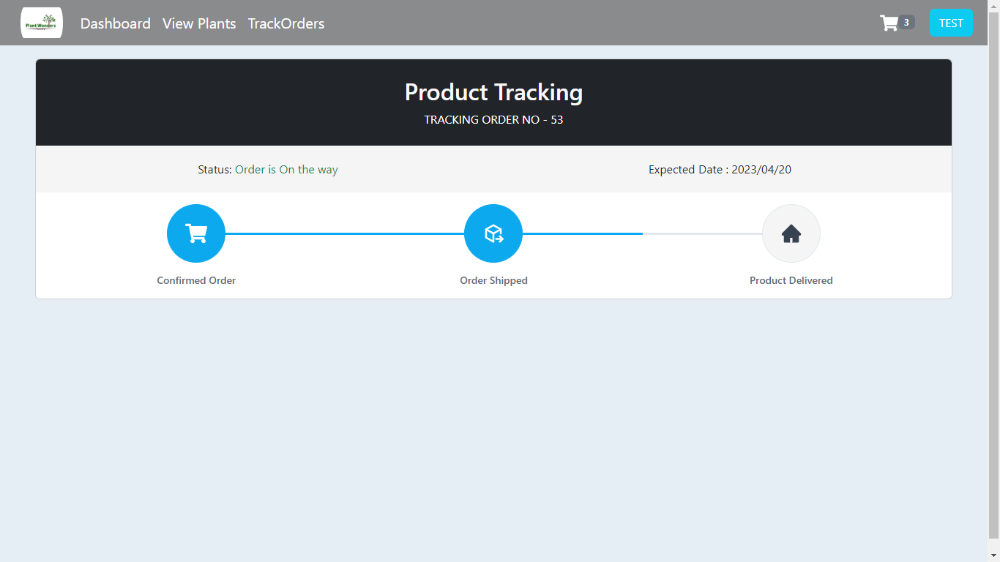 Plant Wonders
Dashboard View Plants TrackOrders 3 TEST
Product Tracking
TRACKING ORDER NO - 53
Status: Order is On the way Expected Date : 2023/04/20
Confirmed Order Order Shipped Product Delivered